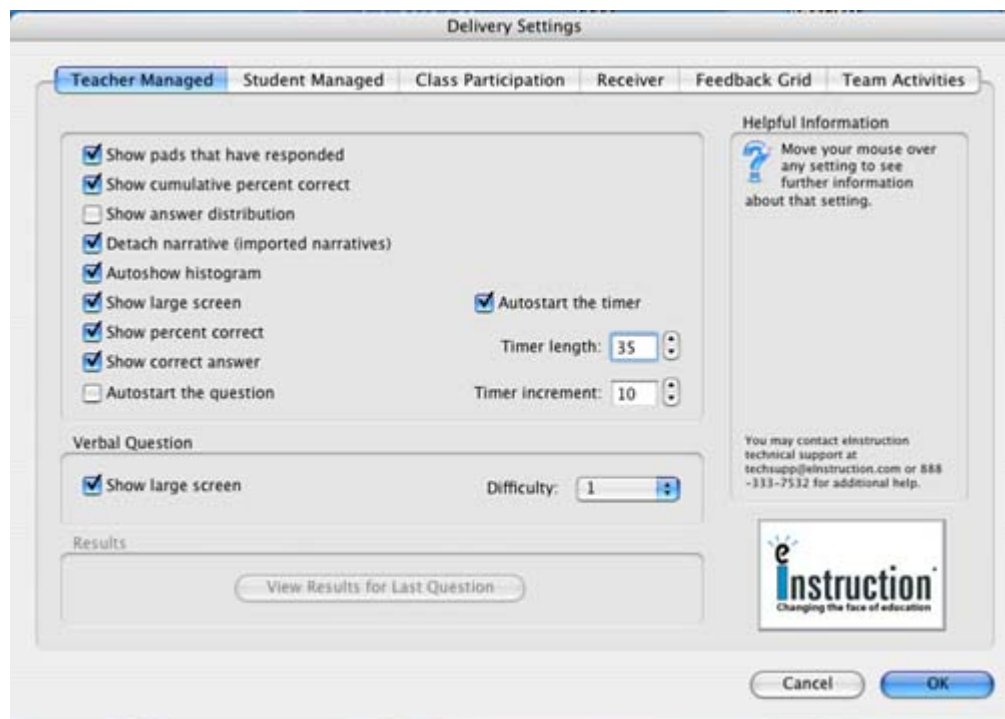 Delivery Settings
Teacher Managed Student Managed Class Participation Receiver Feedback Grid Team Activities
Show pads that have responded
Show cumulative percent correct
Show answer distribution
Detach narrative (imported narratives)
Autoshow histogram
Show large screen
Show percent correct
Show correct answer
Autostart the question
Autostart the timer
Timer length: 35
Timer increment: 10
Verbal Question
Show large screen
Difficulty: 1
Results
View Results for Last Question
Helpful Information
Move your mouse over
any setting to see
further information
about that setting.
You may contact eInstruction
technical support at
techsupp@eInstruction.com or 888
-333-7532 for additional help.
eInstruction
Changing the face of education
Cancel OK